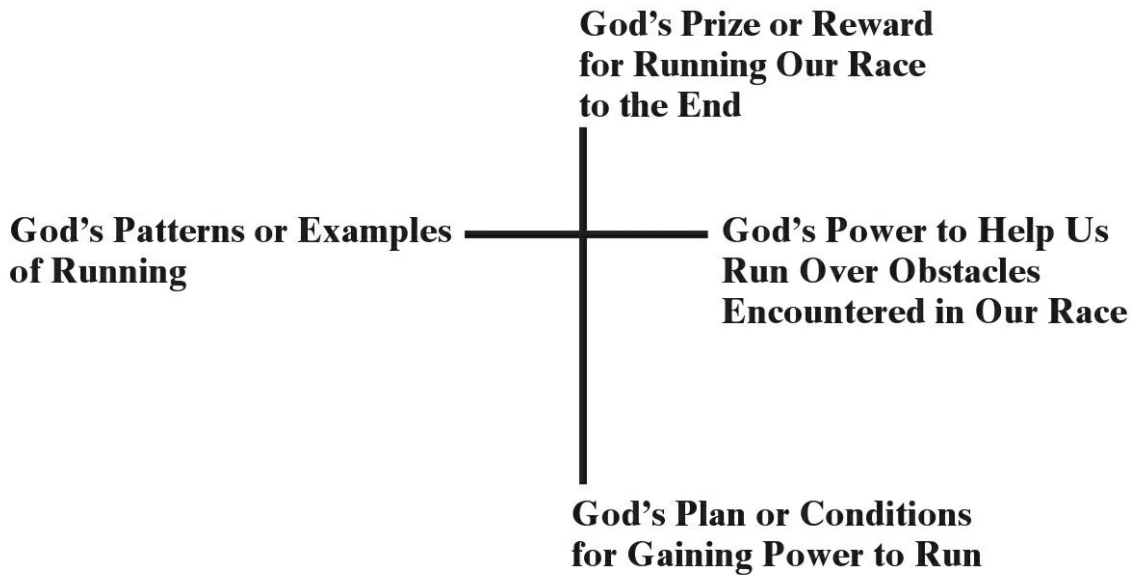 God’s Prize or Reward
for Running Our Race
to the End
God’s Patterns or Examples
of Running
God’s Power to Help Us
Run Over Obstacles
Encountered in Our Race
God’s Plan or Conditions
for Gaining Power to Run